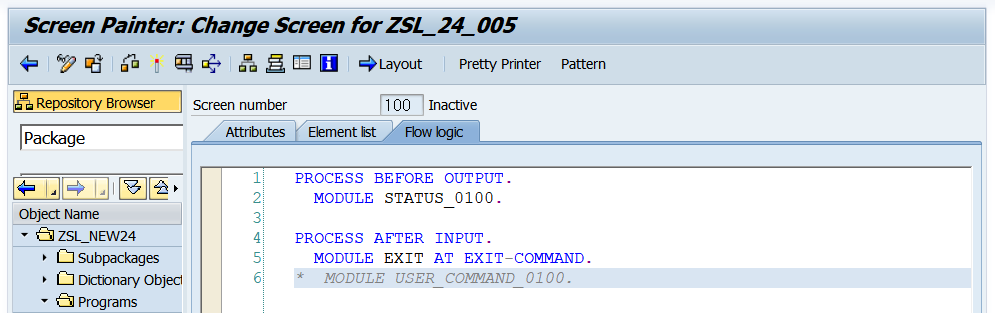 Screen Painter: Change Screen for ZSL_24_005
Layout Pretty Printer Pattern
Repository Browser
Screen number 100 Inactive
Attributes Element list Flow logic
Package
1 PROCESS BEFORE OUTPUT.
2 MODULE STATUS_0100.
3
4 PROCESS AFTER INPUT.
5 MODULE EXIT AT EXIT-COMMAND.
6 * MODULE USER_COMMAND_0100.
Object Name
ZSL_NEW24
Subpackages
Dictionary Object
Programs